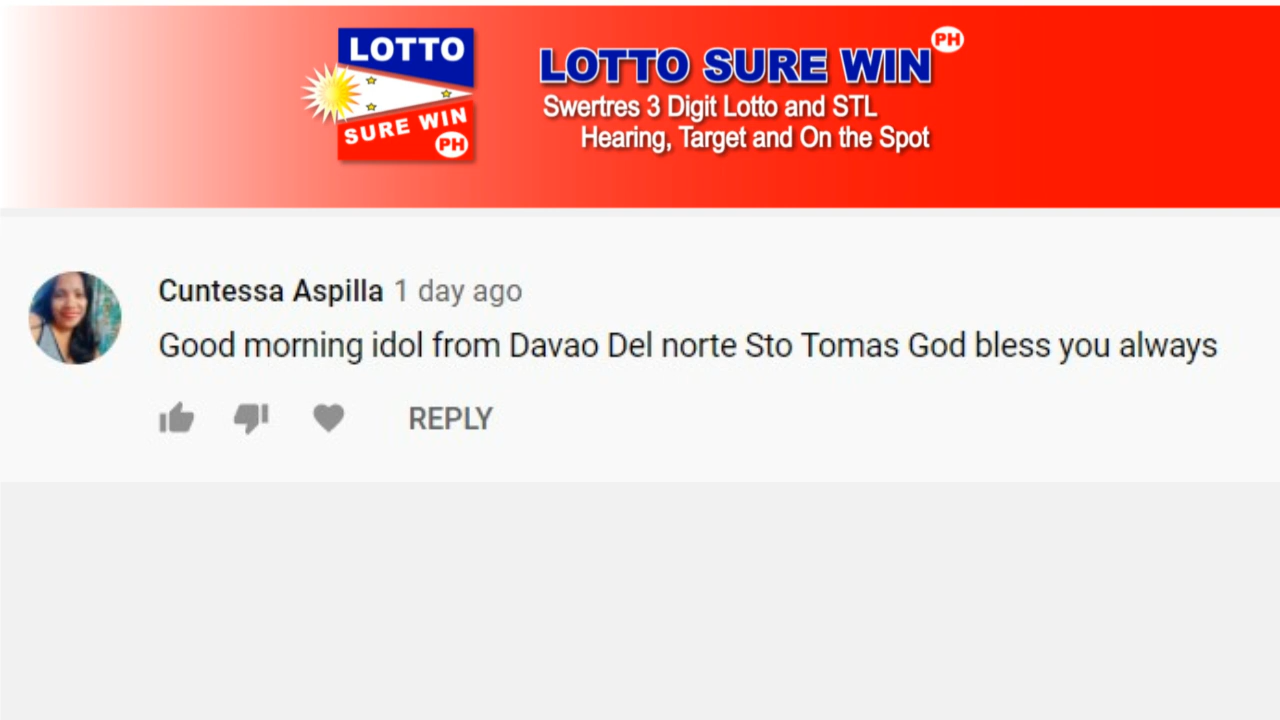 LOTTO
SURE WIN
PH
LOTTO SURE WIN PH
Swertres 3 Digit Lotto and STL
Hearing, Target and On the Spot
Cuntessa Aspilla 1 day ago
Good morning idol from Davao Del norte Sto Tomas God bless you always
REPLY